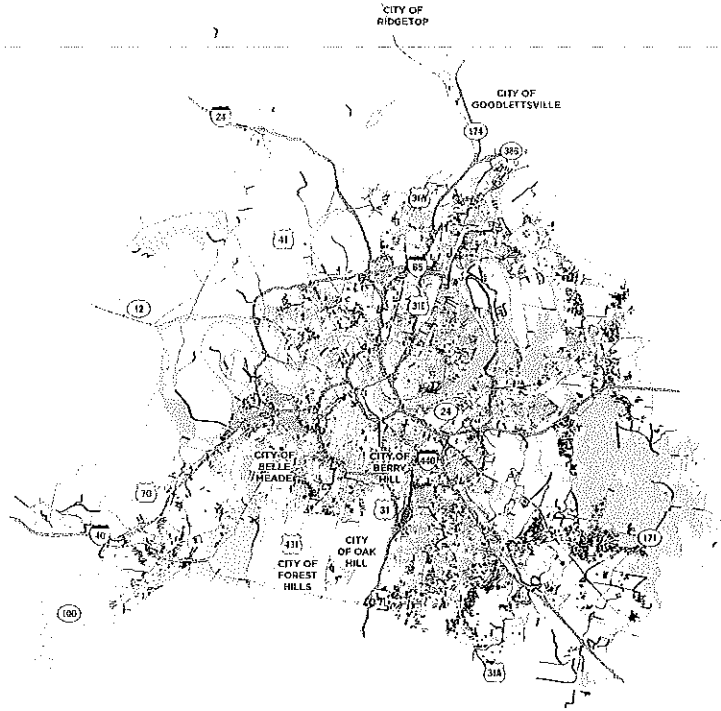 CITY OF
RIDGETOP
CITY OF
GOODLETTSVILLE
24
174
386
31A
41
65
31E
12
24
CITY OF
BELLE
MEADE
CITY OF
BERRY
HILL
440
70
31
431
CITY
OF OAK
HILL
40
171
CITY OF
FOREST
HILLS
100
31A